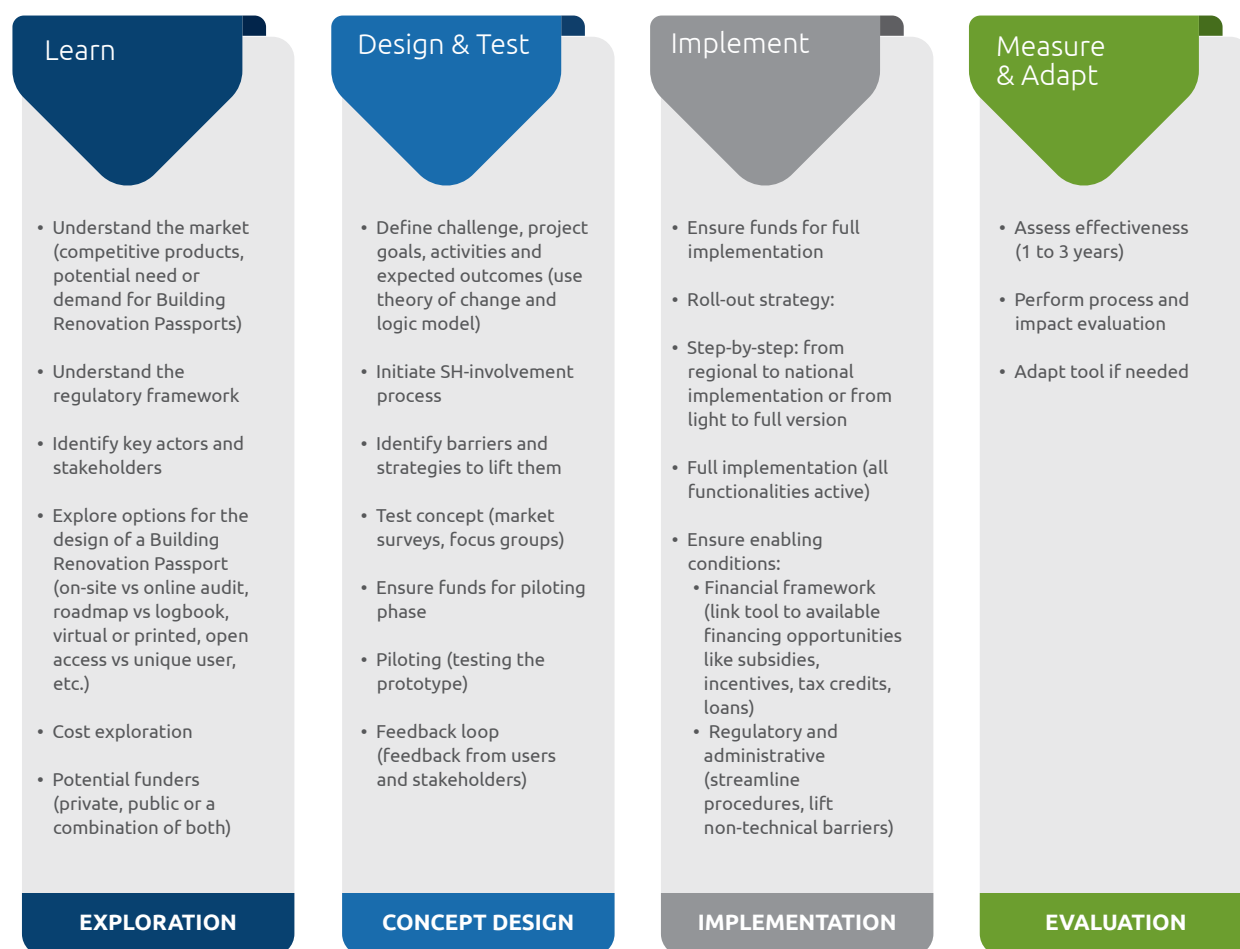 Learn
• Understand the market
(competitive products,
potential need or
demand for Building
Renovation Passports)
• Understand the
regulatory framework
• Identify key actors and
stakeholders
• Explore options for the
design of a Building
Renovation Passport
(on-site vs online audit,
roadmap vs logbook,
virtual or printed, open
access vs unique user,
etc.)
• Cost exploration
• Potential funders
(private, public or a
combination of both)
EXPLORATION
Design & Test
• Define challenge, project
goals, activities and
expected outcomes (use
theory of change and
logic model)
• Initiate SH-involvement
process
• Identify barriers and
strategies to lift them
• Test concept (market
surveys, focus groups)
• Ensure funds for piloting
phase
• Piloting (testing the
prototype)
• Feedback loop
(feedback from users
and stakeholders)
CONCEPT DESIGN
Implement
• Ensure funds for full
implementation
• Roll-out strategy:
• Step-by-step: from
regional to national
implementation or from
light to full version
• Full implementation (all
functionalities active)
• Ensure enabling
conditions:
• Financial framework
(link tool to available
financing opportunities
like subsidies,
incentives, tax credits,
loans)
• Regulatory and
administrative
(streamline
procedures, lift
non-technical barriers)
IMPLEMENTATION
Measure
& Adapt
• Assess effectiveness
(1 to 3 years)
• Perform process and
impact evaluation
• Adapt tool if needed
EVALUATION